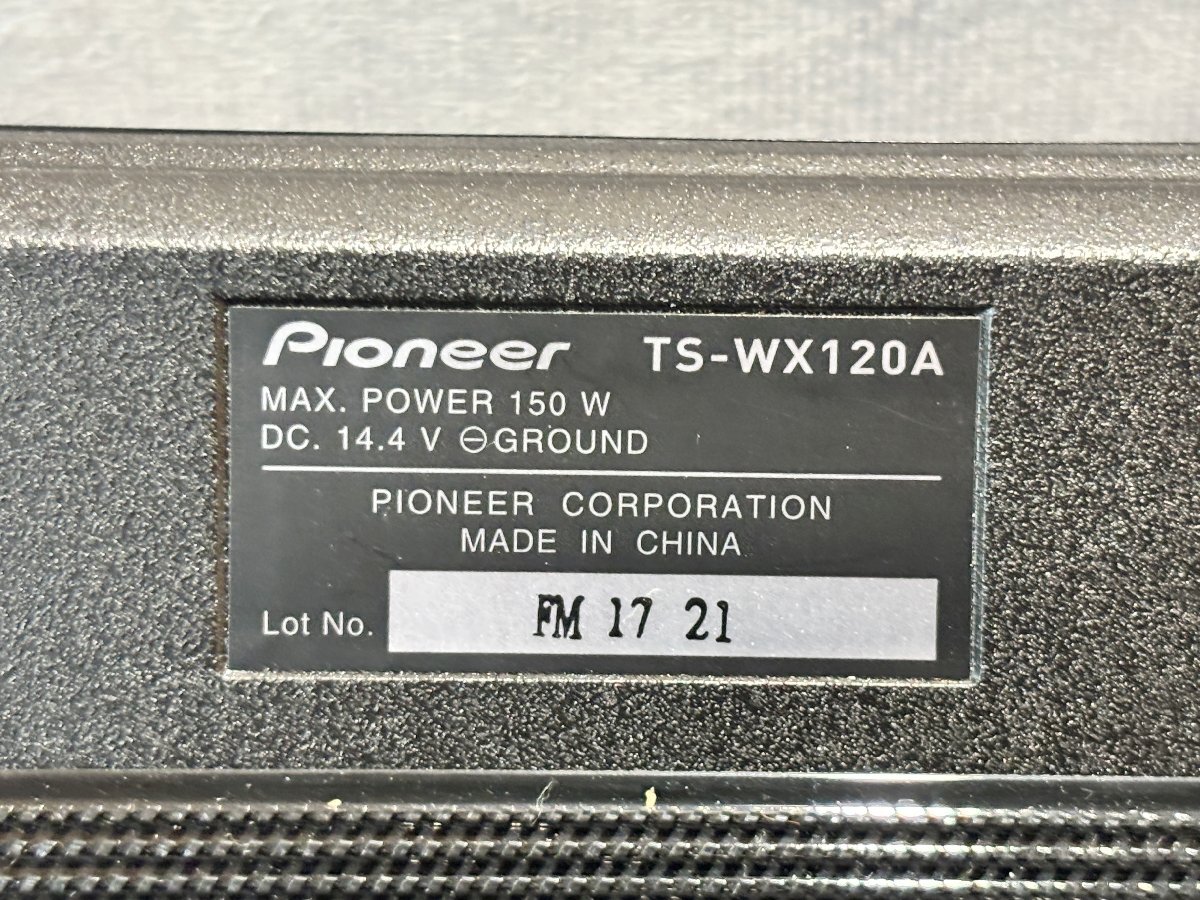 Pioneer TS-WX120A
MAX. POWER 150 W
DC. 14.4 V ⊖GROUND
PIONEER CORPORATION
MADE IN CHINA
Lot No. FM 17 21